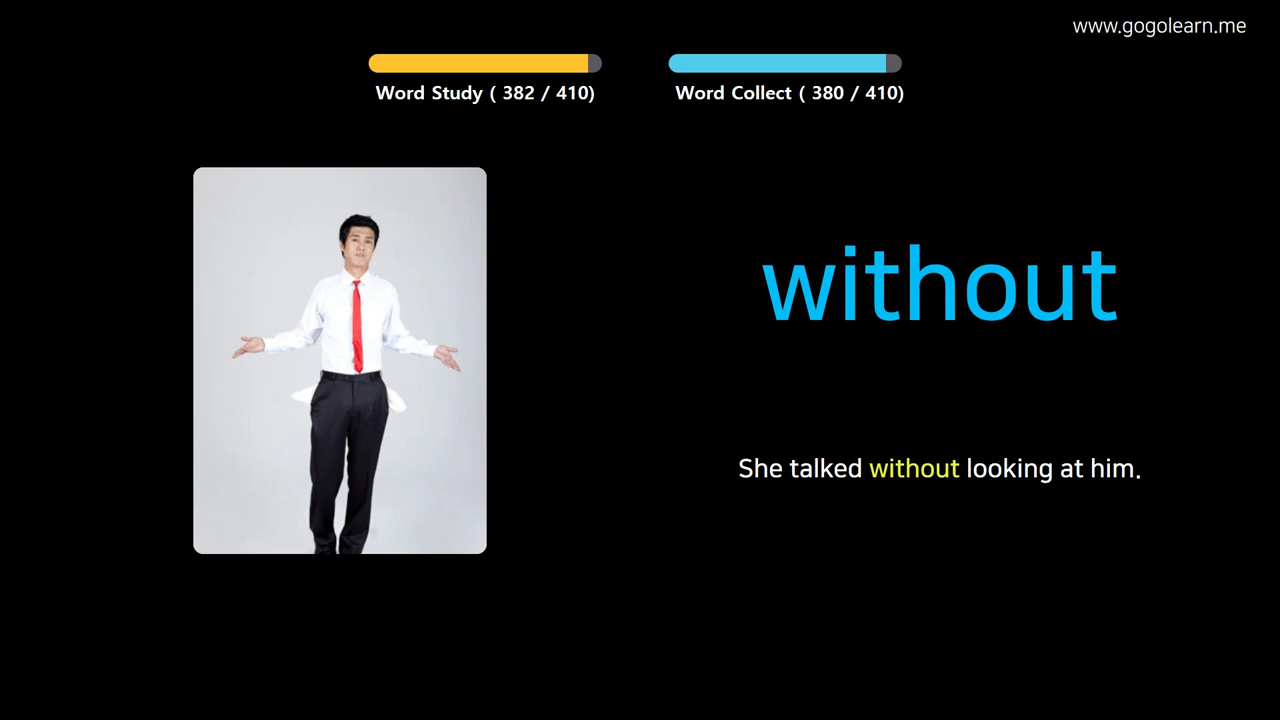 www.gogolearn.me
Word Study ( 382 / 410)
Word Collect ( 380 / 410)
without
She talked without looking at him.